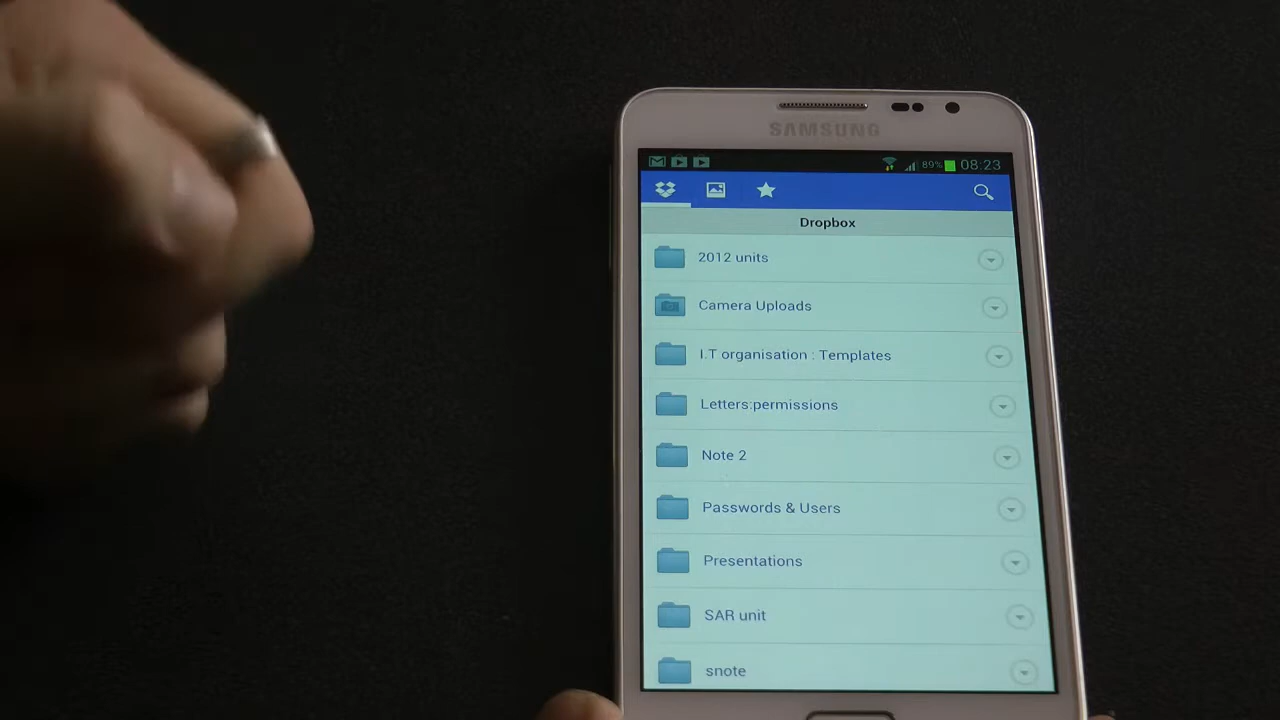 SAMSUNG
89% 08:23
Dropbox
2012 units
Camera Uploads
I.T organisation : Templates
Letters:permissions
Note 2
Passwords & Users
Presentations
SAR unit
snote